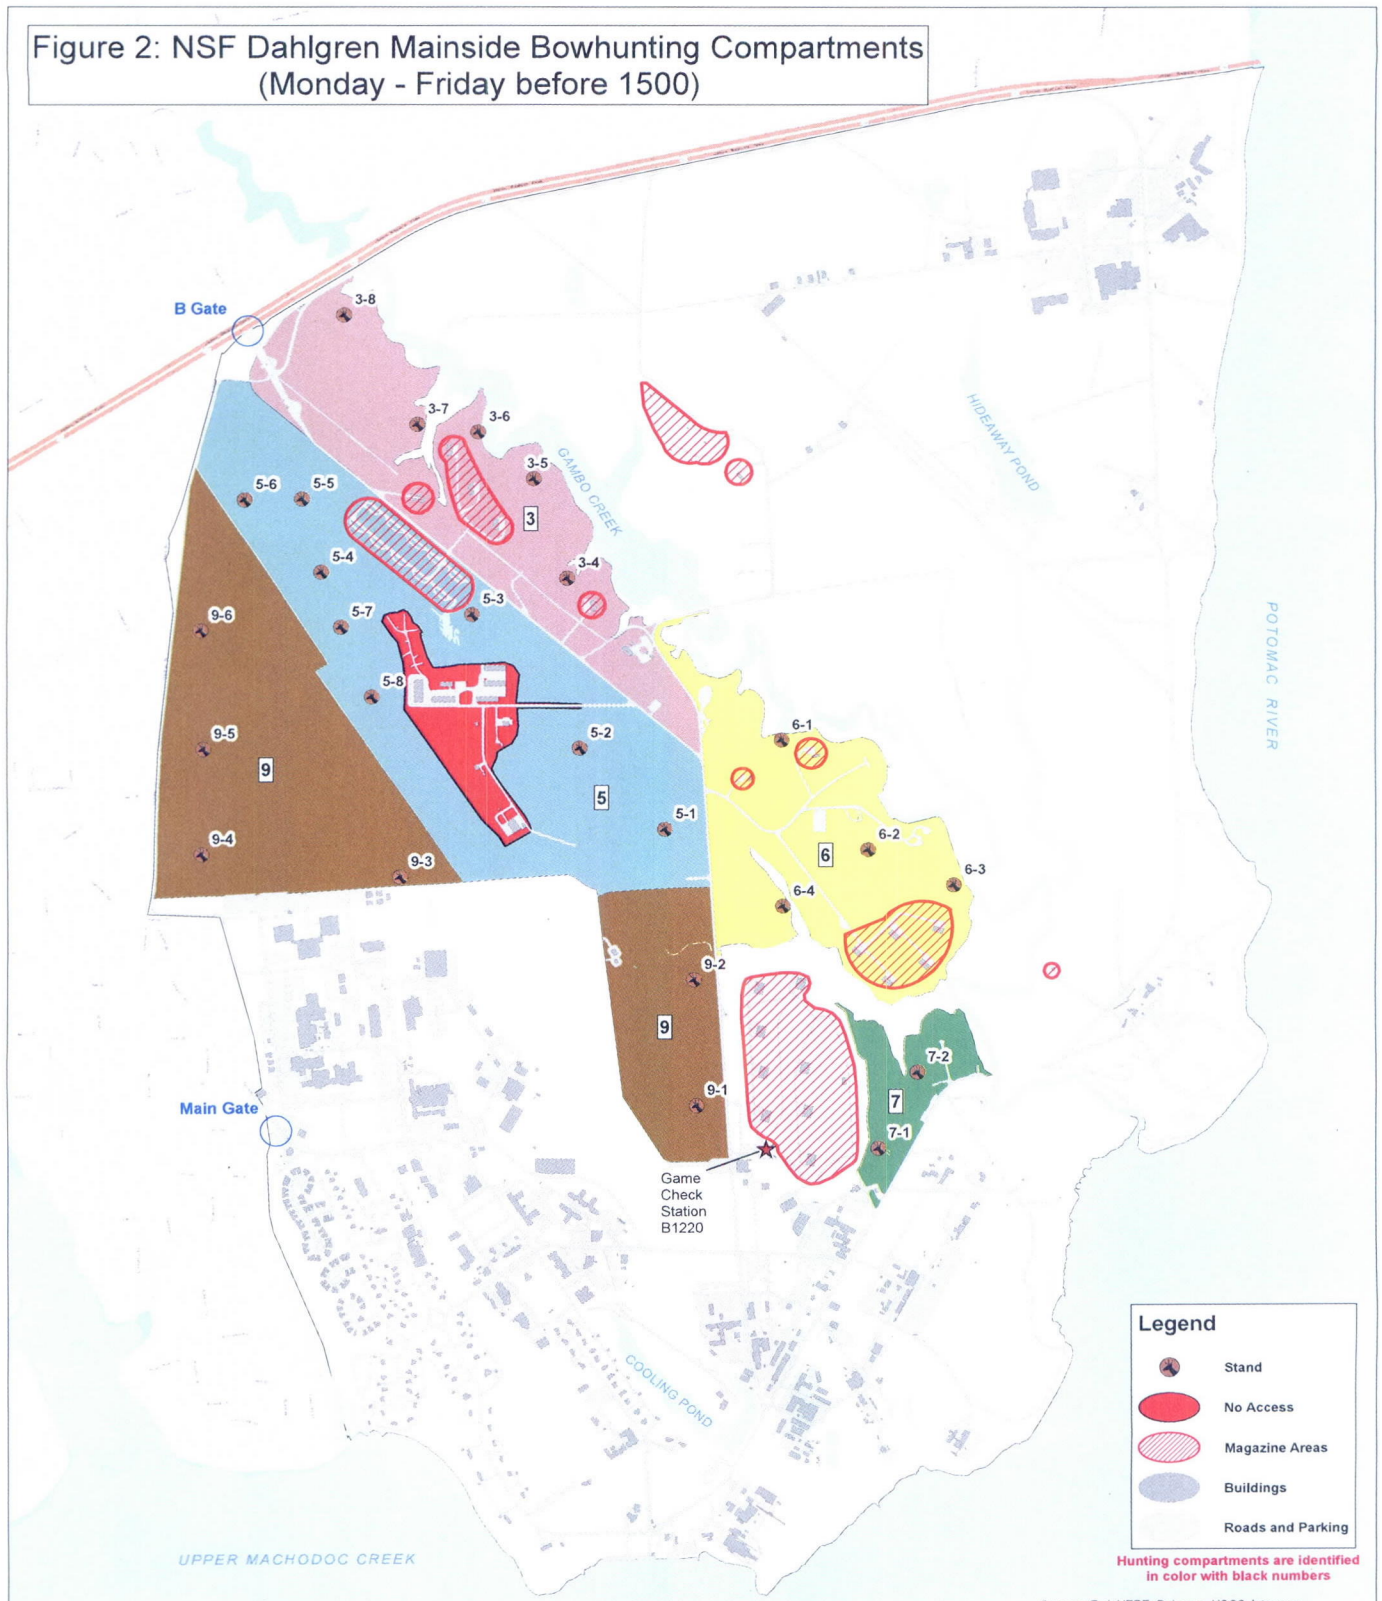 Figure 2: NSF Dahlgren Mainside Bowhunting Compartments
(Monday - Friday before 1500)
B Gate
3-8
3-7
3-6
3-5
GAMBO CREEK
HIDEAWAY POND
5-6
5-5
3
5-4
3-4
5-3
5-7
9-6
POTOMAC RIVER
5-8
9-5
5-2
6-1
9
5
5-1
6-2
9-4
9-3
6
6-3
6-4
9-2
9
7-2
9-1
7
7-1
Main Gate
Game
Check
Station
B1220
COOLING POND
UPPER MACHODOC CREEK
Legend
Stand
No Access
Magazine Areas
Buildings
Roads and Parking
Hunting compartments are identified
in color with black numbers